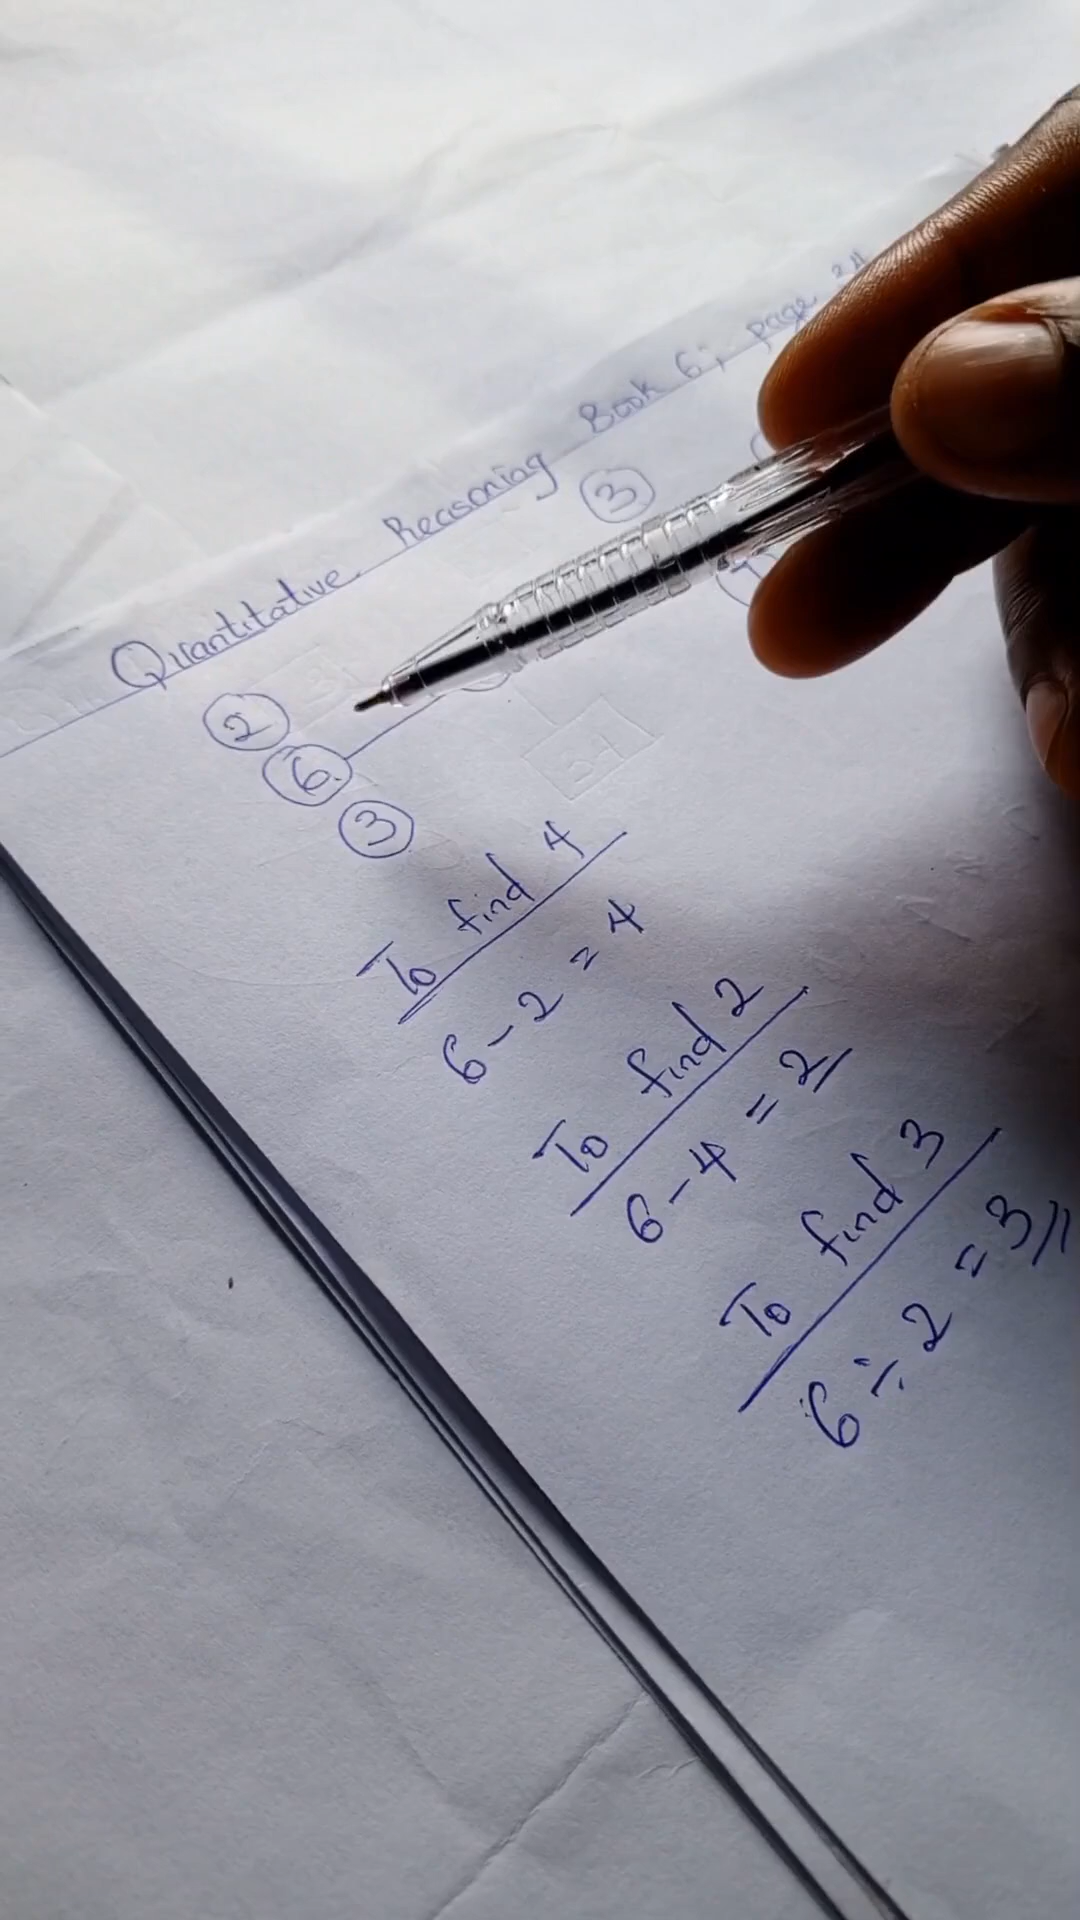 Quantitative Reasoning Book 6; page 24
2
3
6
3
To find 4
6 - 2 = 4
To find 2
6 - 4 = 2
To find 3
6 ÷ 2 = 3